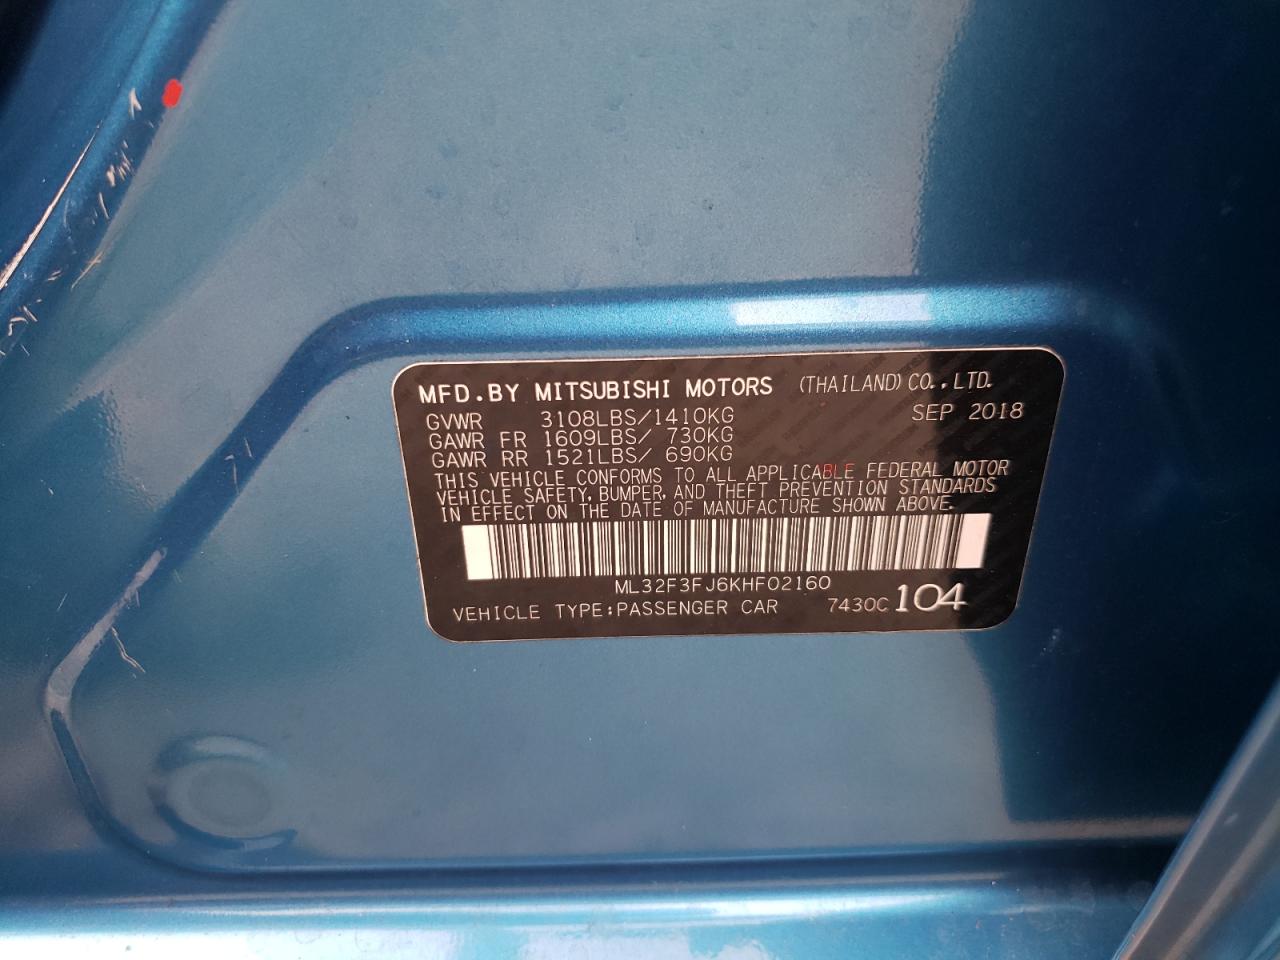 MFD.BY MITSUBISHI MOTORS (THAILAND) CO.,LTD.
GVWR 3108LBS/1410KG SEP 2018
GAWR FR 1609LBS/ 730KG
GAWR RR 1521LBS/ 690KG
THIS VEHICLE CONFORMS TO ALL APPLICABLE FEDERAL MOTOR
VEHICLE SAFETY, BUMPER, AND THEFT PREVENTION STANDARDS
IN EFFECT ON THE DATE OF MANUFACTURE SHOWN ABOVE.
ML32F3FJ6KHF02160
VEHICLE TYPE:PASSENGER CAR 7430C 104